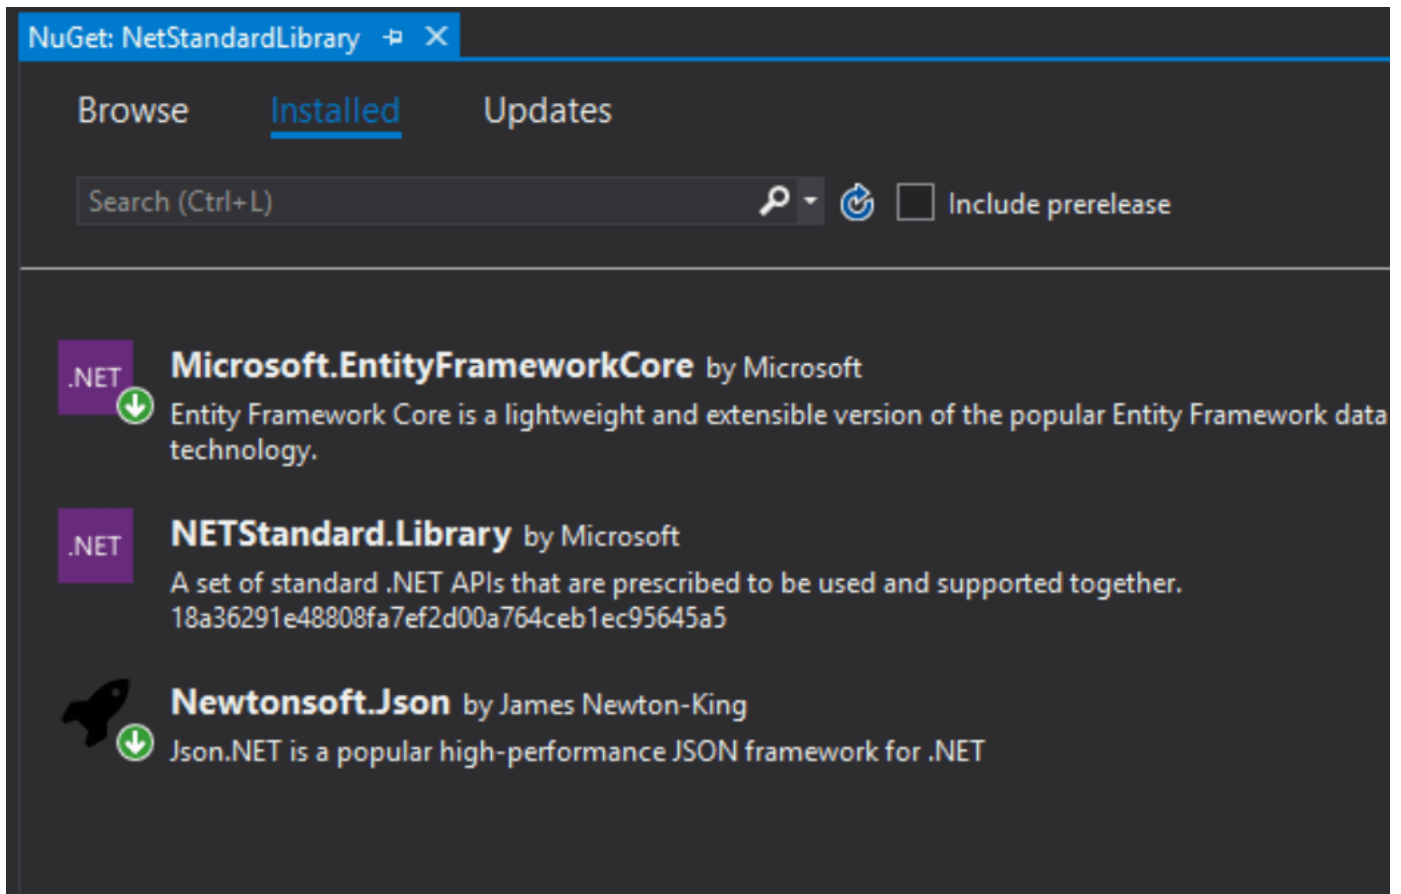 NuGet: NetStandardLibrary
Browse Installed Updates
Search (Ctrl+L) Include prerelease
.NET Microsoft.EntityFrameworkCore by Microsoft
Entity Framework Core is a lightweight and extensible version of the popular Entity Framework data
technology.
.NET NETStandard.Library by Microsoft
A set of standard .NET APIs that are prescribed to be used and supported together.
18a36291e48808fa7ef2d00a764ceb1ec95645a5
Newtonsoft.Json by James Newton-King
Json.NET is a popular high-performance JSON framework for .NET